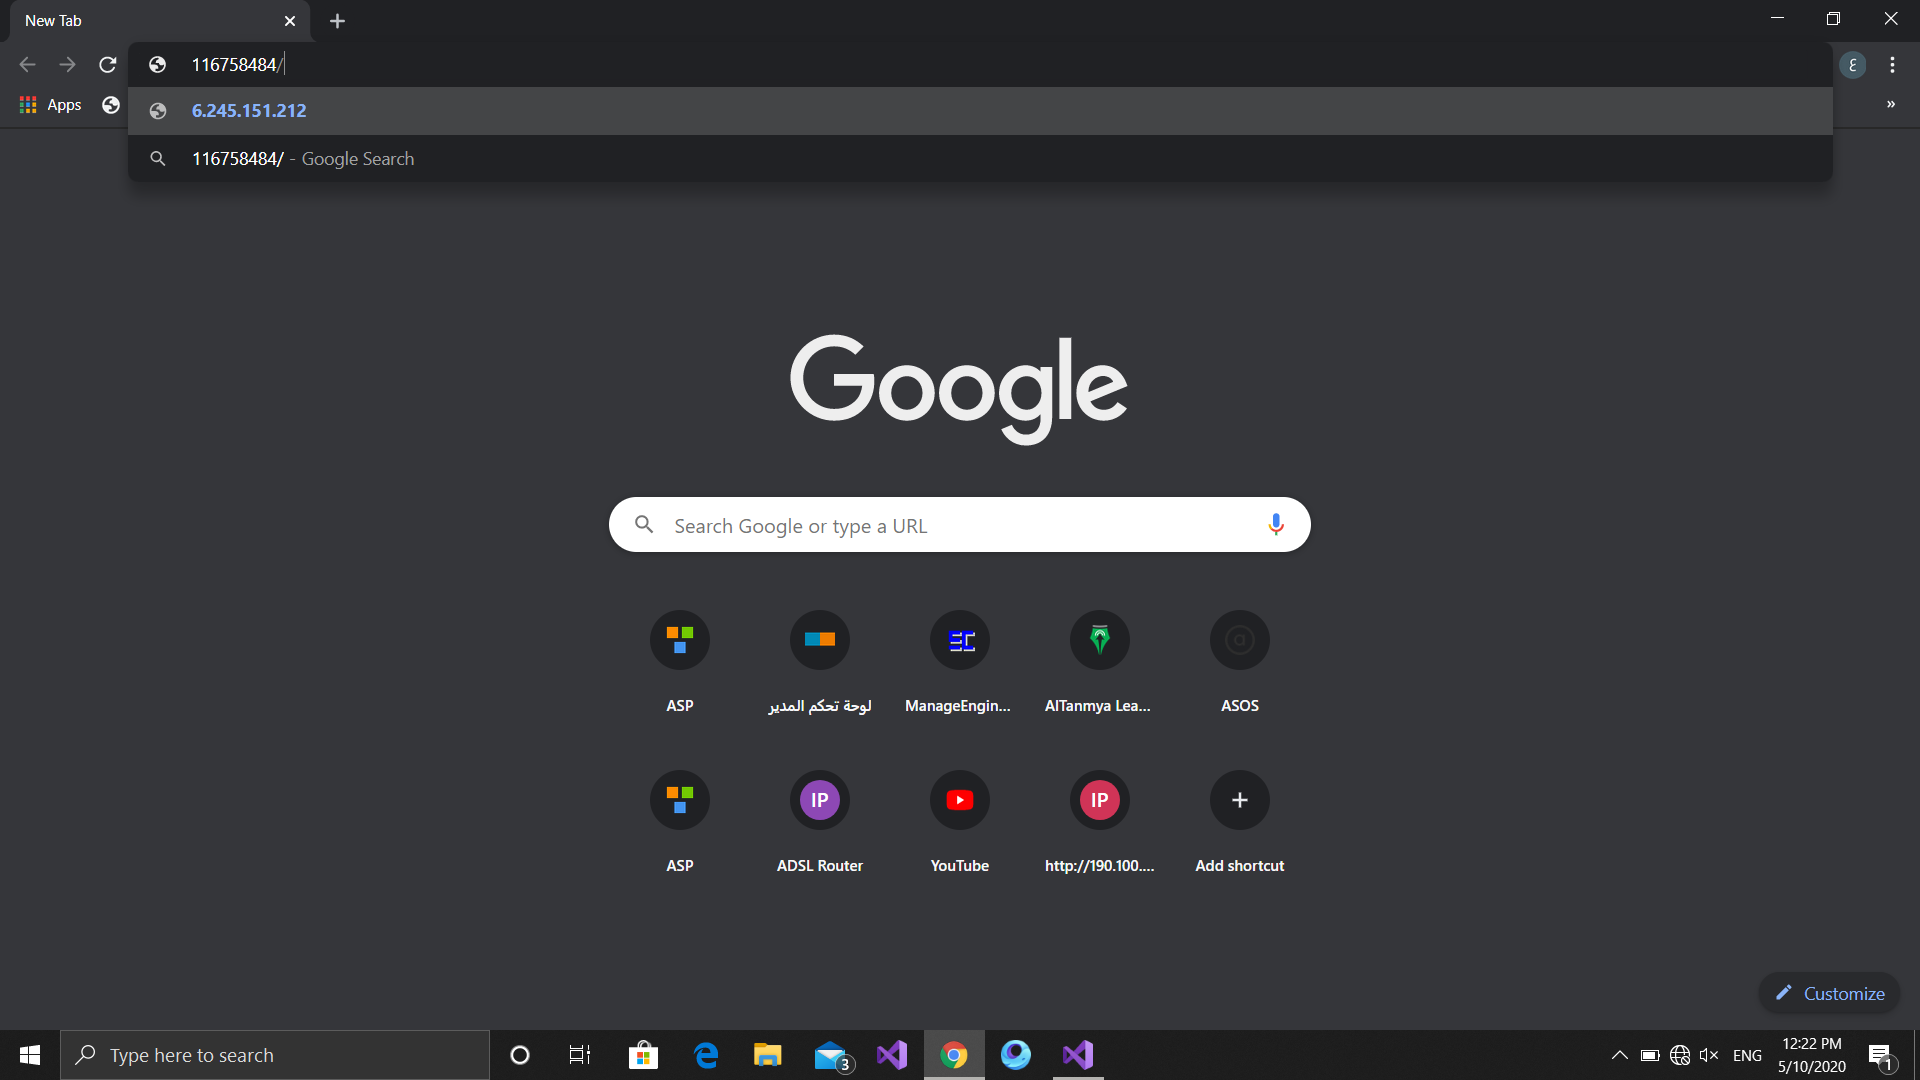 New Tab
116758484/
Apps
6.245.151.212
116758484/ - Google Search
ع
»
Google
Search Google or type a URL
ASP
لوحة تحكم المدير
ManageEngin...
AlTanmya Lea...
ASOS
ASP
IP
ADSL Router
YouTube
IP
http://190.100....
Add shortcut
Customize
Type here to search
3
ENG
12:22 PM
5/10/2020
1